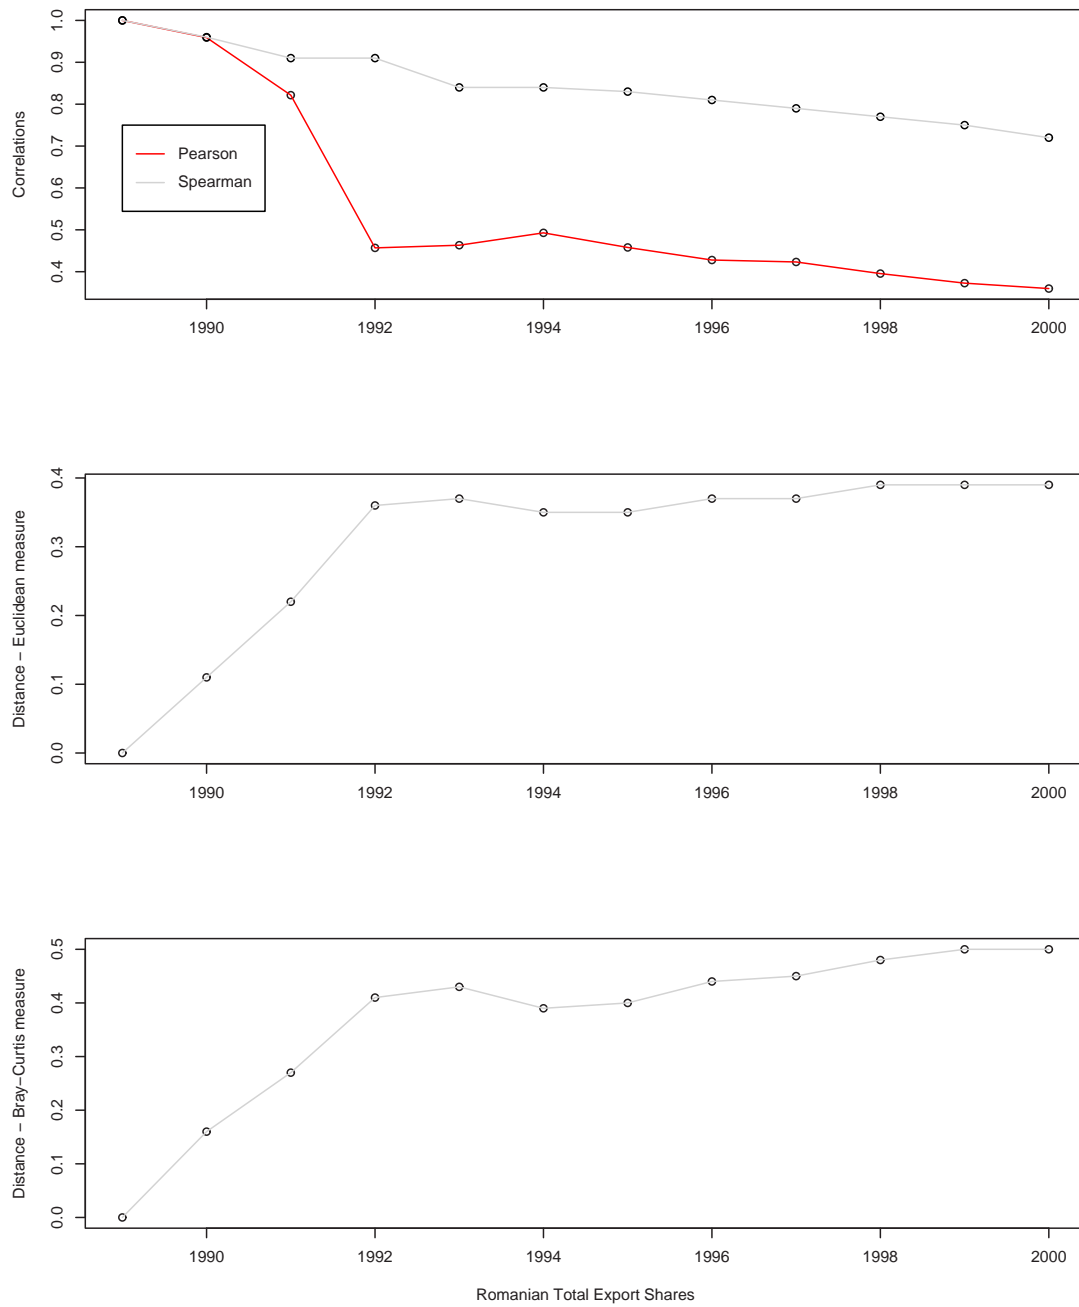 Correlations
1.0
0.9
0.8
0.7
0.6
0.5
0.4
Pearson
Spearman
1990 1992 1994 1996 1998 2000
Distance − Euclidean measure
0.4
0.3
0.2
0.1
0.0
1990 1992 1994 1996 1998 2000
Distance − Bray−Curtis measure
0.5
0.4
0.3
0.2
0.1
0.0
1990 1992 1994 1996 1998 2000
Romanian Total Export Shares